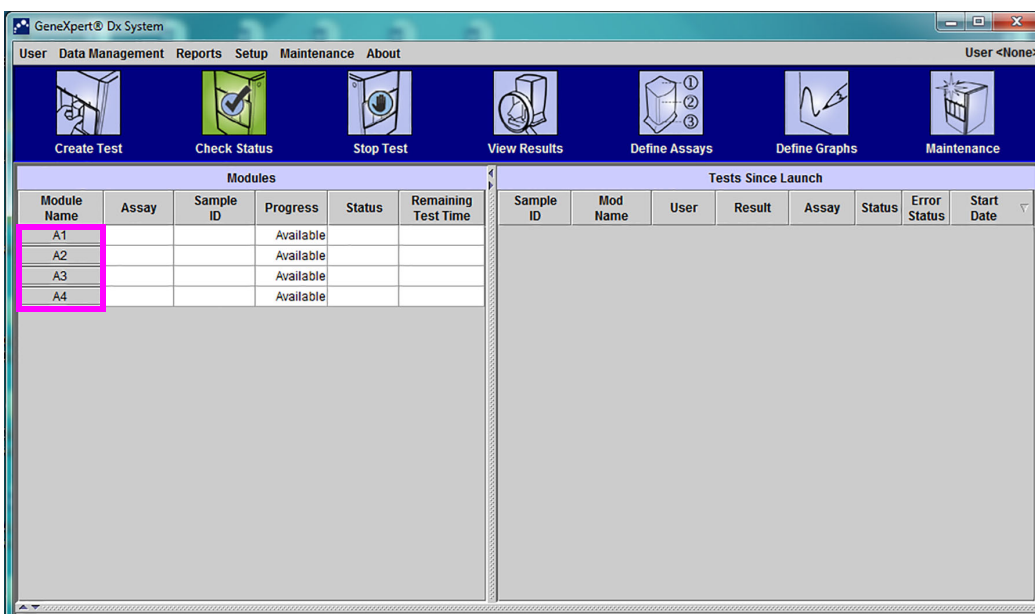 GeneXpert® Dx System
User Data Management Reports Setup Maintenance About User <None>
① ② ③
Create Test Check Status Stop Test View Results Define Assays Define Graphs Maintenance
Modules Tests Since Launch
Module Name Assay Sample ID Progress Status Remaining Test Time Sample ID Mod Name User Result Assay Status Error Status Start Date
A1 Available
A2 Available
A3 Available
A4 Available